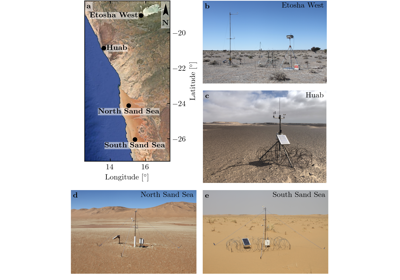 a
Etosha West
N
Huab
North Sand Sea
South Sand Sea
−20
−22
−24
−26
Latitude [°]
14
16
Longitude [°]
b
Etosha West
c
Huab
d
North Sand Sea
e
South Sand Sea